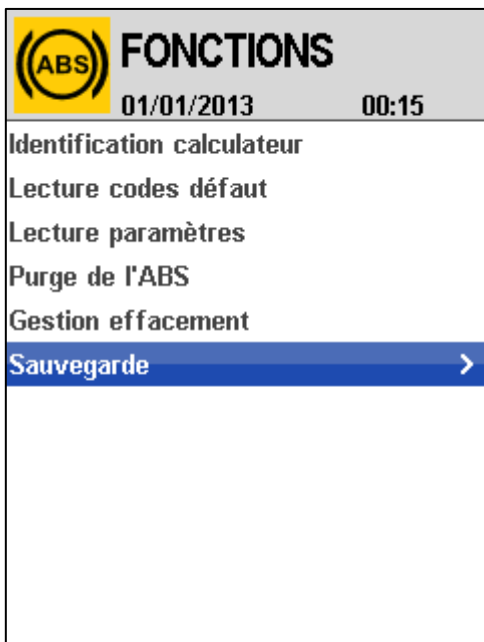 ABS
FONCTIONS
01/01/2013 00:15
Identification calculateur
Lecture codes défaut
Lecture paramètres
Purge de l'ABS
Gestion effacement
Sauvegarde >